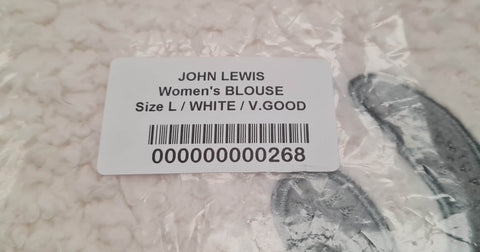 JOHN LEWIS
Women's BLOUSE
Size L / WHITE / V.GOOD
000000000268